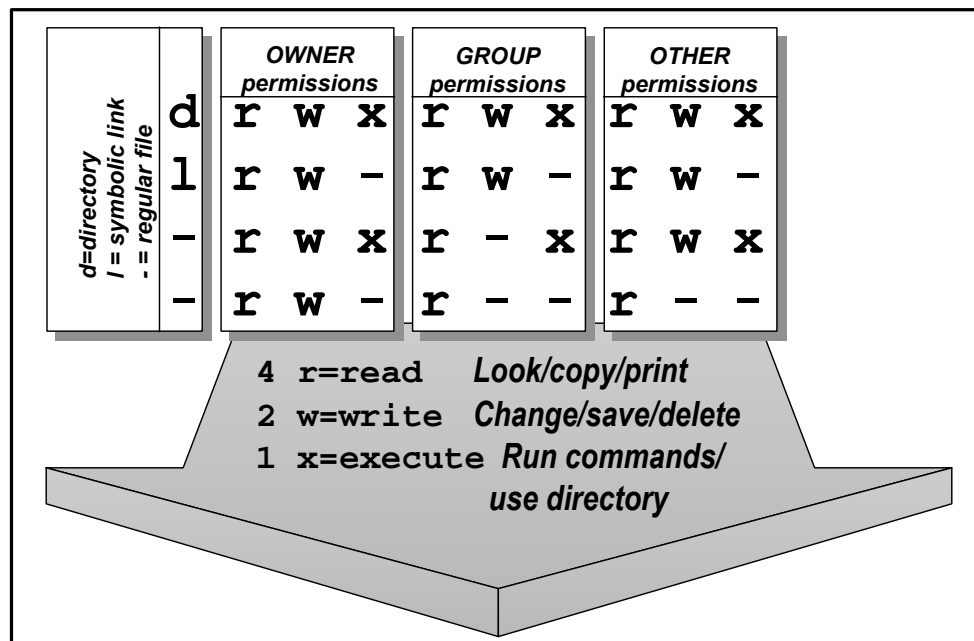 d=directory
l = symbolic link
- = regular file
OWNER
permissions
GROUP
permissions
OTHER
permissions
d r w x r w x r w x
l r w - r w - r w -
- r w x r - x r w x
- r w - r - - r - -
4 r=read Look/copy/print
2 w=write Change/save/delete
1 x=execute Run commands/
use directory